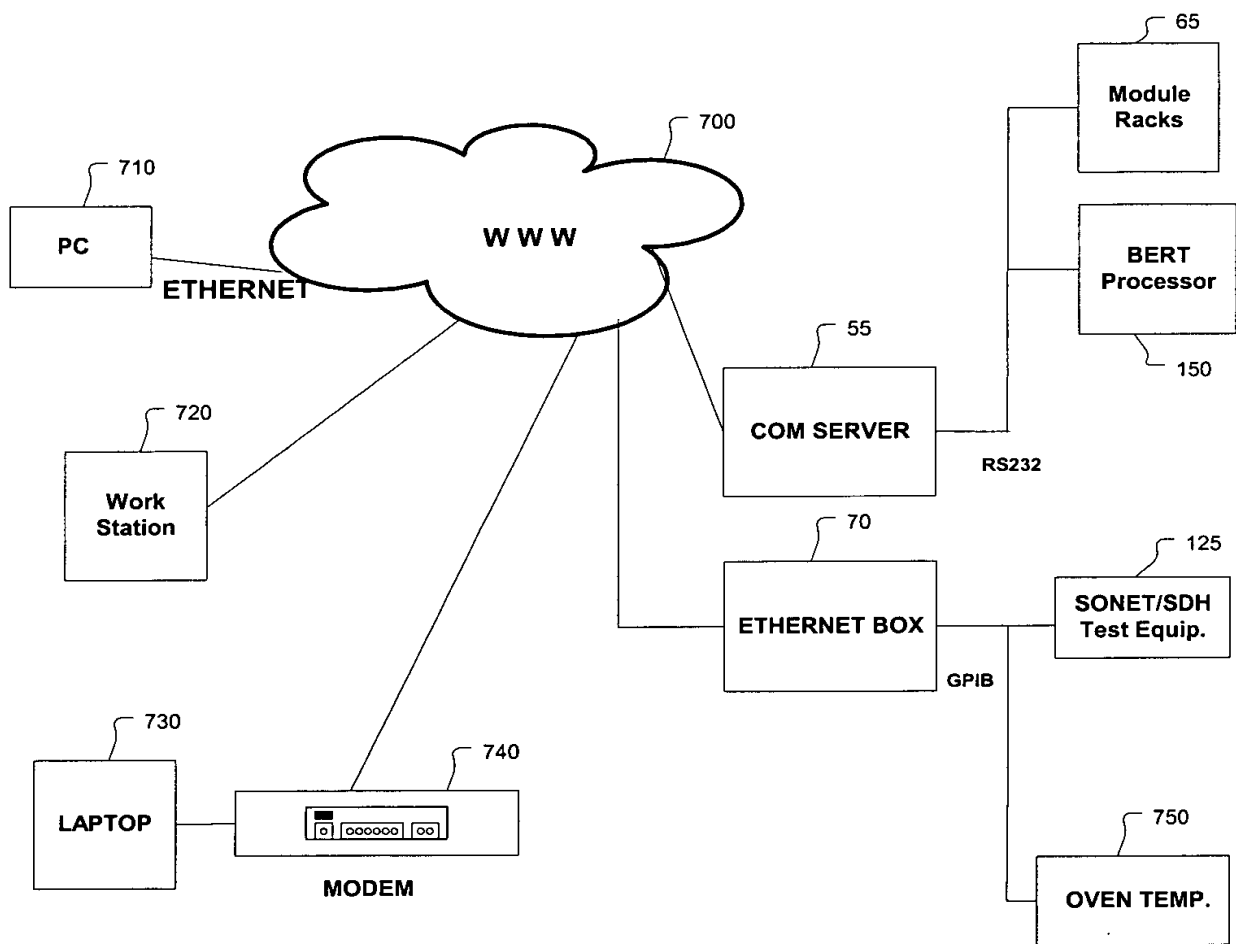 65
Module
Racks
700
710
PC
W W W
BERT
Processor
ETHERNET
55
150
720
COM SERVER
RS232
Work
Station
70
125
SONET/SDH
Test Equip.
ETHERNET BOX
GPIB
730
740
LAPTOP
750
MODEM
OVEN TEMP.